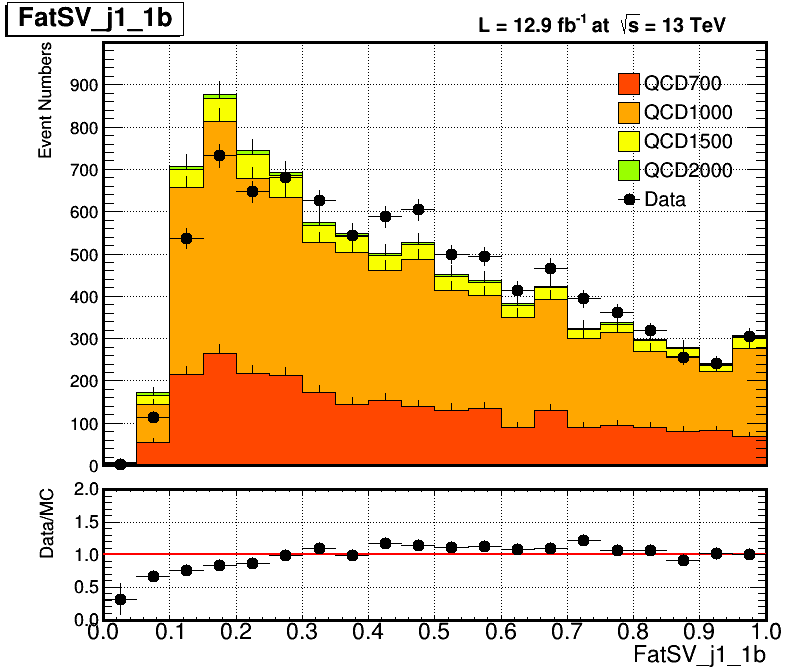 FatSV_j1_1b
L = 12.9 fb⁻¹ at √s = 13 TeV
Event Numbers
900
800
700
600
500
400
300
200
100
0
QCD700
QCD1000
QCD1500
QCD2000
Data
Data/MC
2.0
1.5
1.0
0.5
0.0
0.0 0.1 0.2 0.3 0.4 0.5 0.6 0.7 0.8 0.9 1.0
FatSV_j1_1b